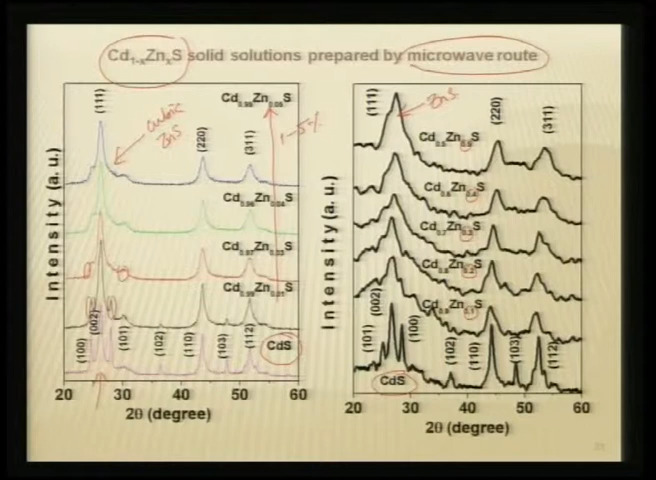 Cd1-xZnxS solid solutions prepared by microwave route
(111)
cubic
ZnS
Cd0.95Zn0.05S
1-5%
(220)
(311)
Cd0.96Zn0.04S
Cd0.97Zn0.03S
Cd0.99Zn0.01S
(002)
(100)
(101)
(102)
(110)
(103)
(112)
CdS
Intensity (a. u.)
20 30 40 50 60
2θ (degree)
(111)
ZnS
(220)
(311)
Cd0.5Zn0.5S
Cd0.6Zn0.4S
Cd0.7Zn0.3S
Cd0.8Zn0.2S
Cd0.9Zn0.1S
(002)
(101)
(100)
(102)
(110)
(103)
(112)
CdS
Intensity (a. u.)
20 30 40 50 60
2θ (degree)